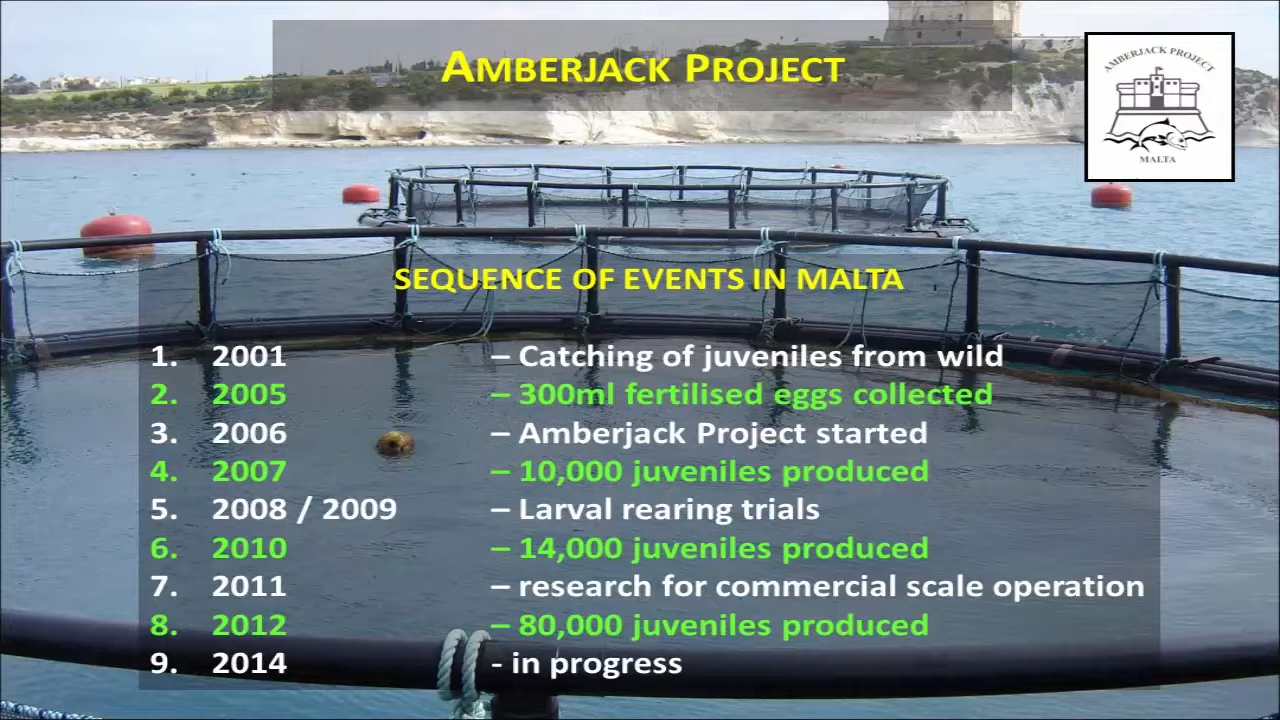 AMBERJACK PROJECT
AMBERJACK PROJECT
MALTA
SEQUENCE OF EVENTS IN MALTA
1. 2001 – Catching of juveniles from wild
2. 2005 – 300ml fertilised eggs collected
3. 2006 – Amberjack Project started
4. 2007 – 10,000 juveniles produced
5. 2008 / 2009 – Larval rearing trials
6. 2010 – 14,000 juveniles produced
7. 2011 – research for commercial scale operation
8. 2012 – 80,000 juveniles produced
9. 2014 - in progress